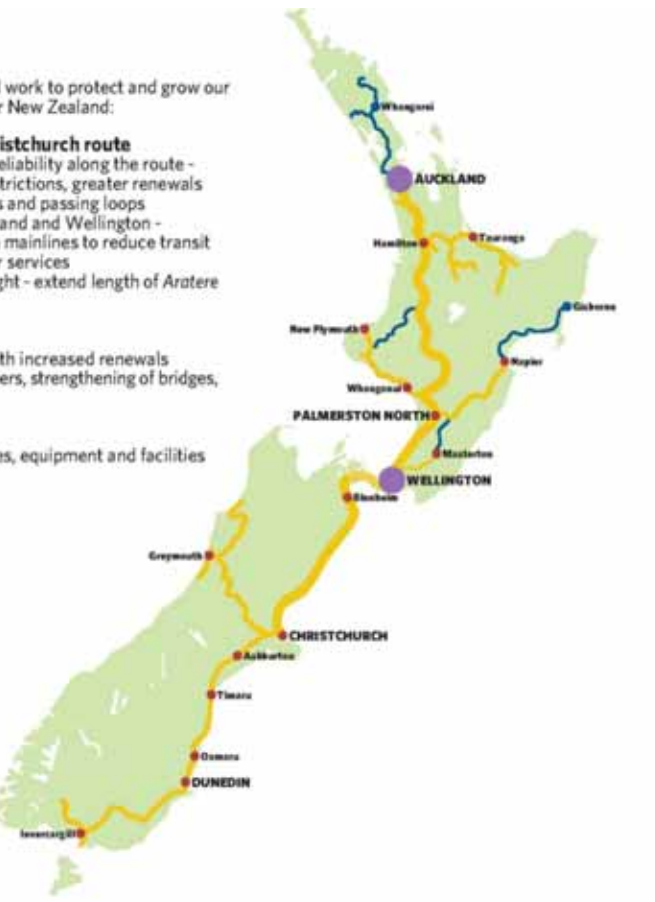 work to protect and grow our
r New Zealand:
istchurch route
eliability along the route -
trictions, greater renewals
s and passing loops
and and Wellington -
mainlines to reduce transit
r services
ght - extend length of Aratere
th increased renewals
ers, strengthening of bridges,
es, equipment and facilities
Whangarei
AUCKLAND
Hamilton
Tauranga
Gisborne
New Plymouth
Napier
Whanganui
PALMERSTON NORTH
Masterton
WELLINGTON
Blenheim
Greymouth
CHRISTCHURCH
Ashburton
Timaru
Oamaru
DUNEDIN
Invercargill